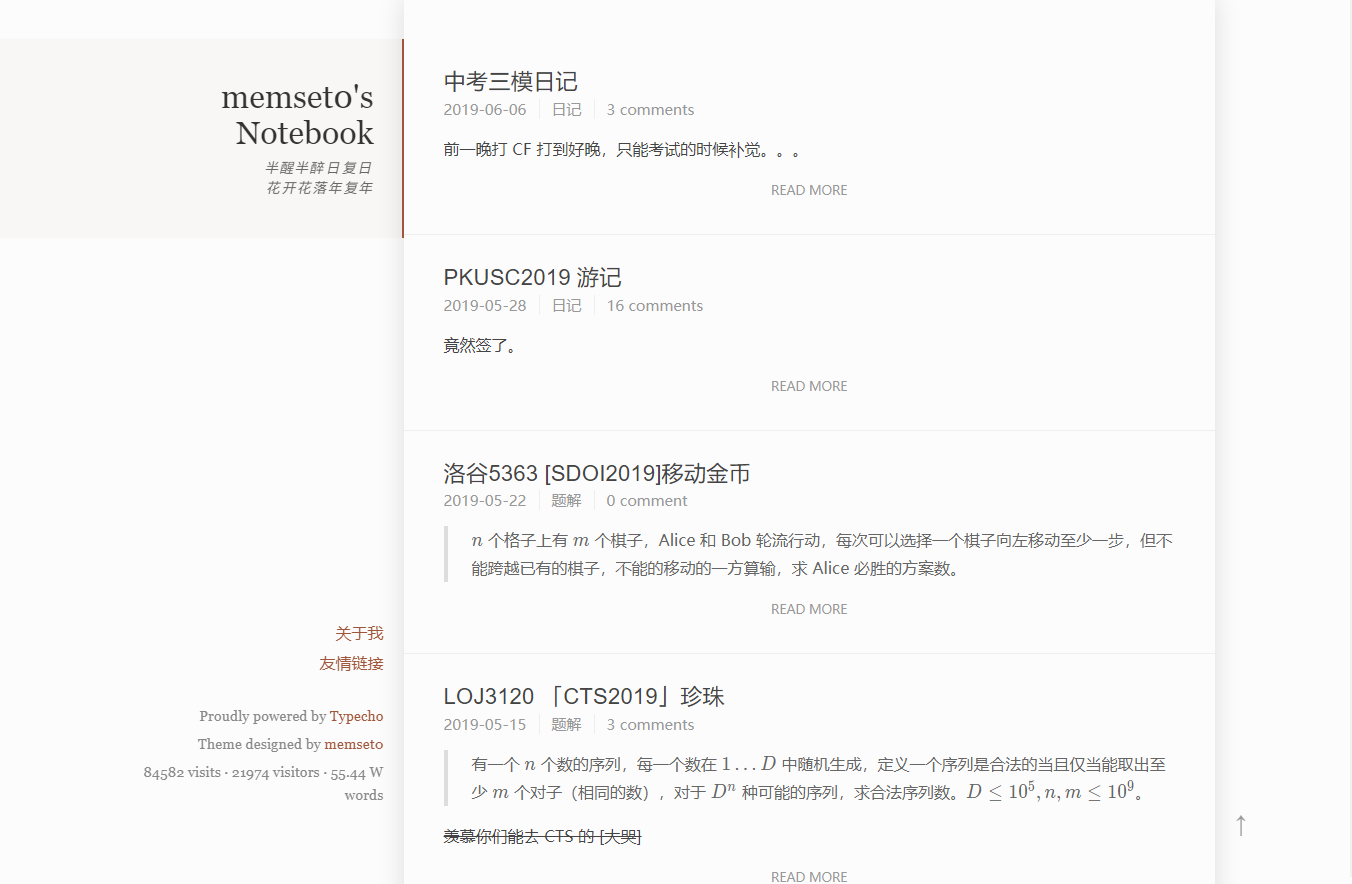 memset0's
Notebook
半醒半醉日复日
花开花落年复年
关于我
友情链接
Proudly powered by Typecho
Theme designed by memset0
84582 visits · 21974 visitors · 55.44 W
words
中考三模日记
2019-06-06 日记 3 comments
前一晚打 CF 打到好晚，只能考试的时候补觉。。。
READ MORE
PKUSC2019 游记
2019-05-28 日记 16 comments
竟然签了。
READ MORE
洛谷5363 [SDOI2019]移动金币
2019-05-22 题解 0 comment
n 个格子上有 m 个棋子，Alice 和 Bob 轮流行动，每次可以选择一个棋子向左移动至少一步，但不
能跨越已有的棋子，不能的移动的一方算输，求 Alice 必胜的方案数。
READ MORE
LOJ3120 「CTS2019」珍珠
2019-05-15 题解 3 comments
有一个 n 个数的序列，每一个数在 1…D 中随机生成，定义一个序列是合法的当且仅当能取出至
少 m 个对子（相同的数），对于 Dⁿ 种可能的序列，求合法序列数。D ≤ 10⁵, n, m ≤ 10⁹。
羡慕你们能去 CTS 的 [大哭]
READ MORE
↑